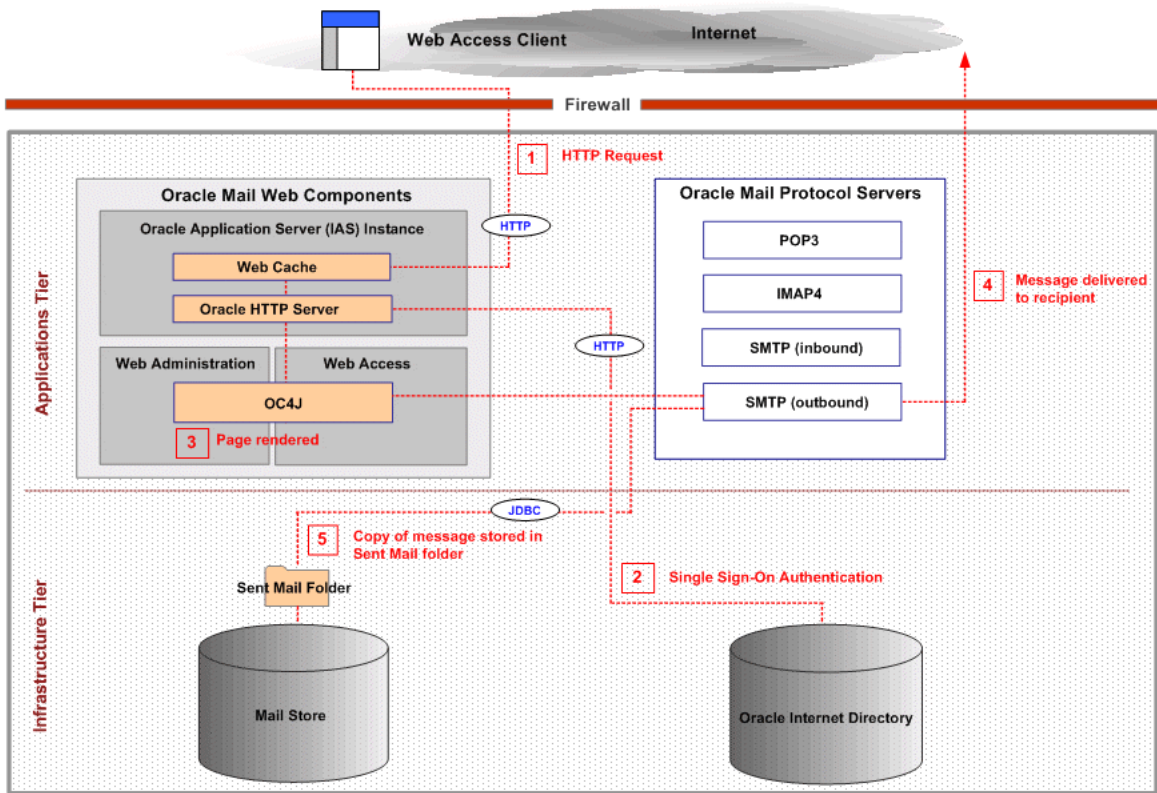 Web Access Client
Internet
Firewall
1
HTTP Request
Oracle Mail Web Components
Oracle Application Server (IAS) Instance
HTTP
Web Cache
Oracle HTTP Server
Web Administration
Web Access
OC4J
3
Page rendered
Oracle Mail Protocol Servers
POP3
IMAP4
SMTP (inbound)
SMTP (outbound)
HTTP
4
Message delivered
to recipient
Applications Tier
JDBC
5
Copy of message stored in
Sent Mail folder
Sent Mail Folder
2
Single Sign-On Authentication
Mail Store
Oracle Internet Directory
Infrastructure Tier